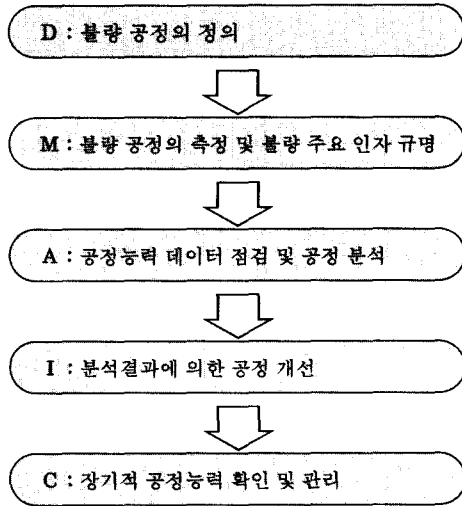 D : 불량 공정의 정의
M : 불량 공정의 측정 및 불량 주요 인자 규명
A : 공정능력 데이터 점검 및 공정 분석
I : 분석결과에 의한 공정 개선
C : 장기적 공정능력 확인 및 관리